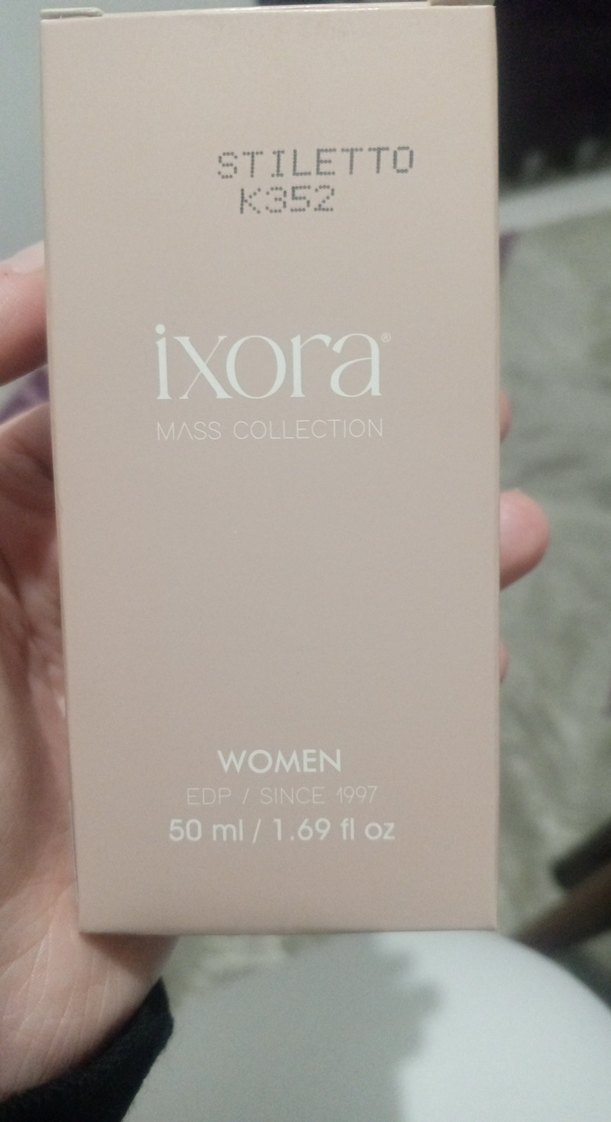 STILETTO
K352
ixora®
MASS COLLECTION
WOMEN
EDP / SINCE 1997
50 ml / 1.69 fl oz